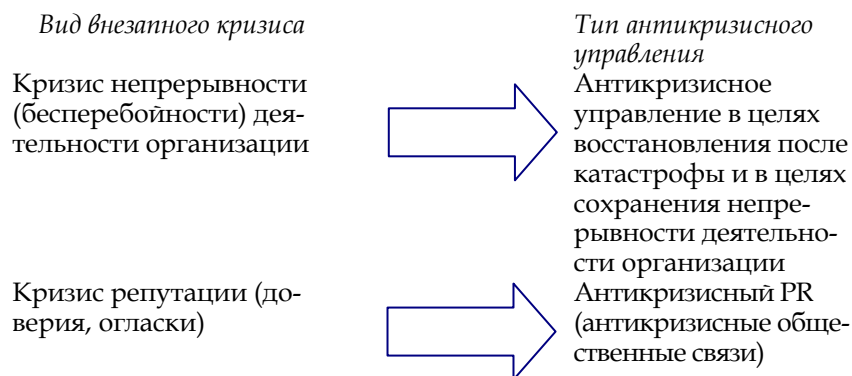 Вид внезапного кризиса
Тип антикризисного
управления
Кризис непрерывности
(бесперебойности) дея-
тельности организации
Антикризисное
управление в целях
восстановления после
катастрофы и в целях
сохранения непре-
рывности деятельно-
сти организации
Кризис репутации (до-
верия, огласки)
Антикризисный PR
(антикризисные обще-
ственные связи)